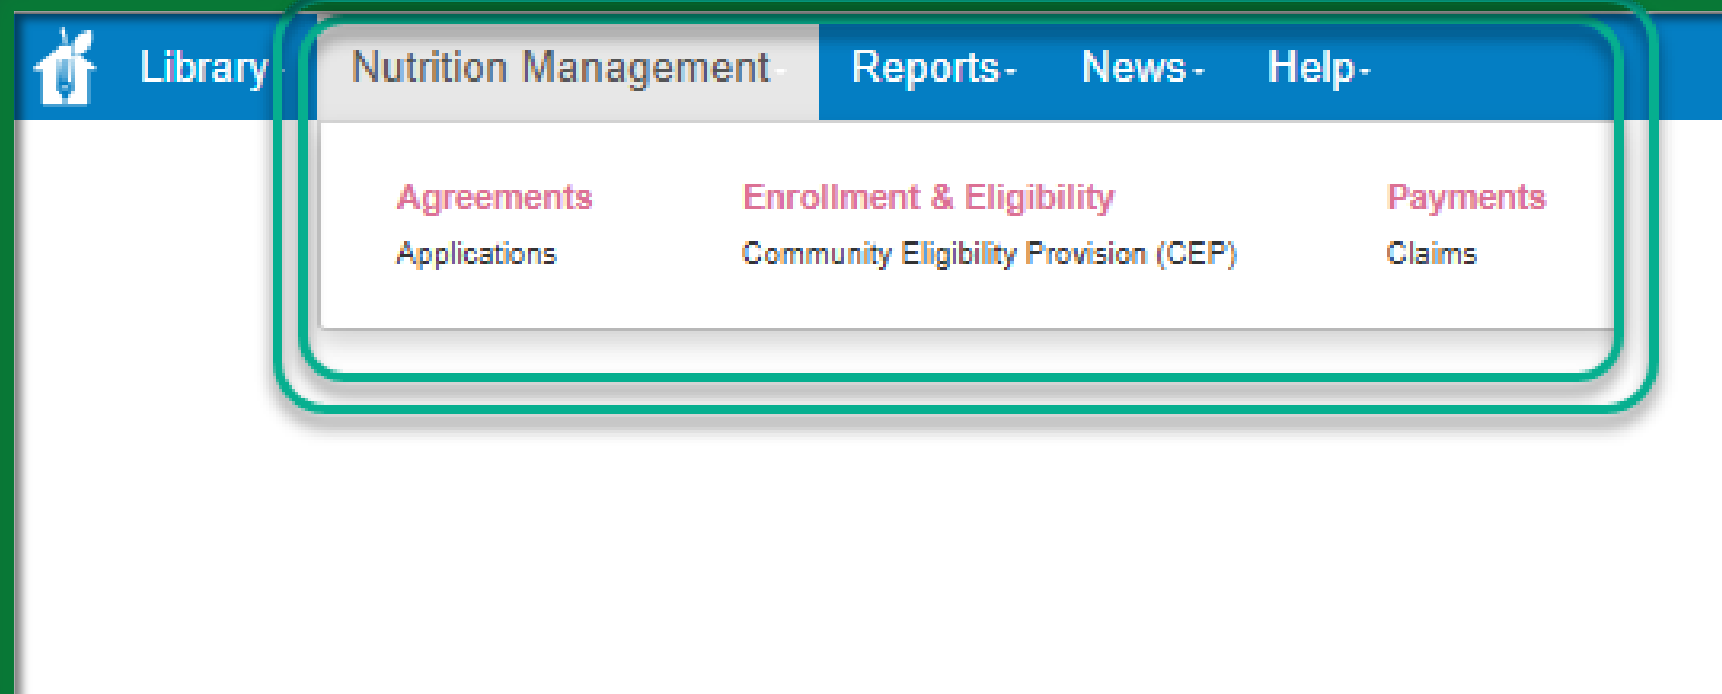 Library Nutrition Management Reports News Help
Agreements Enrollment & Eligibility Payments
Applications Community Eligibility Provision (CEP) Claims